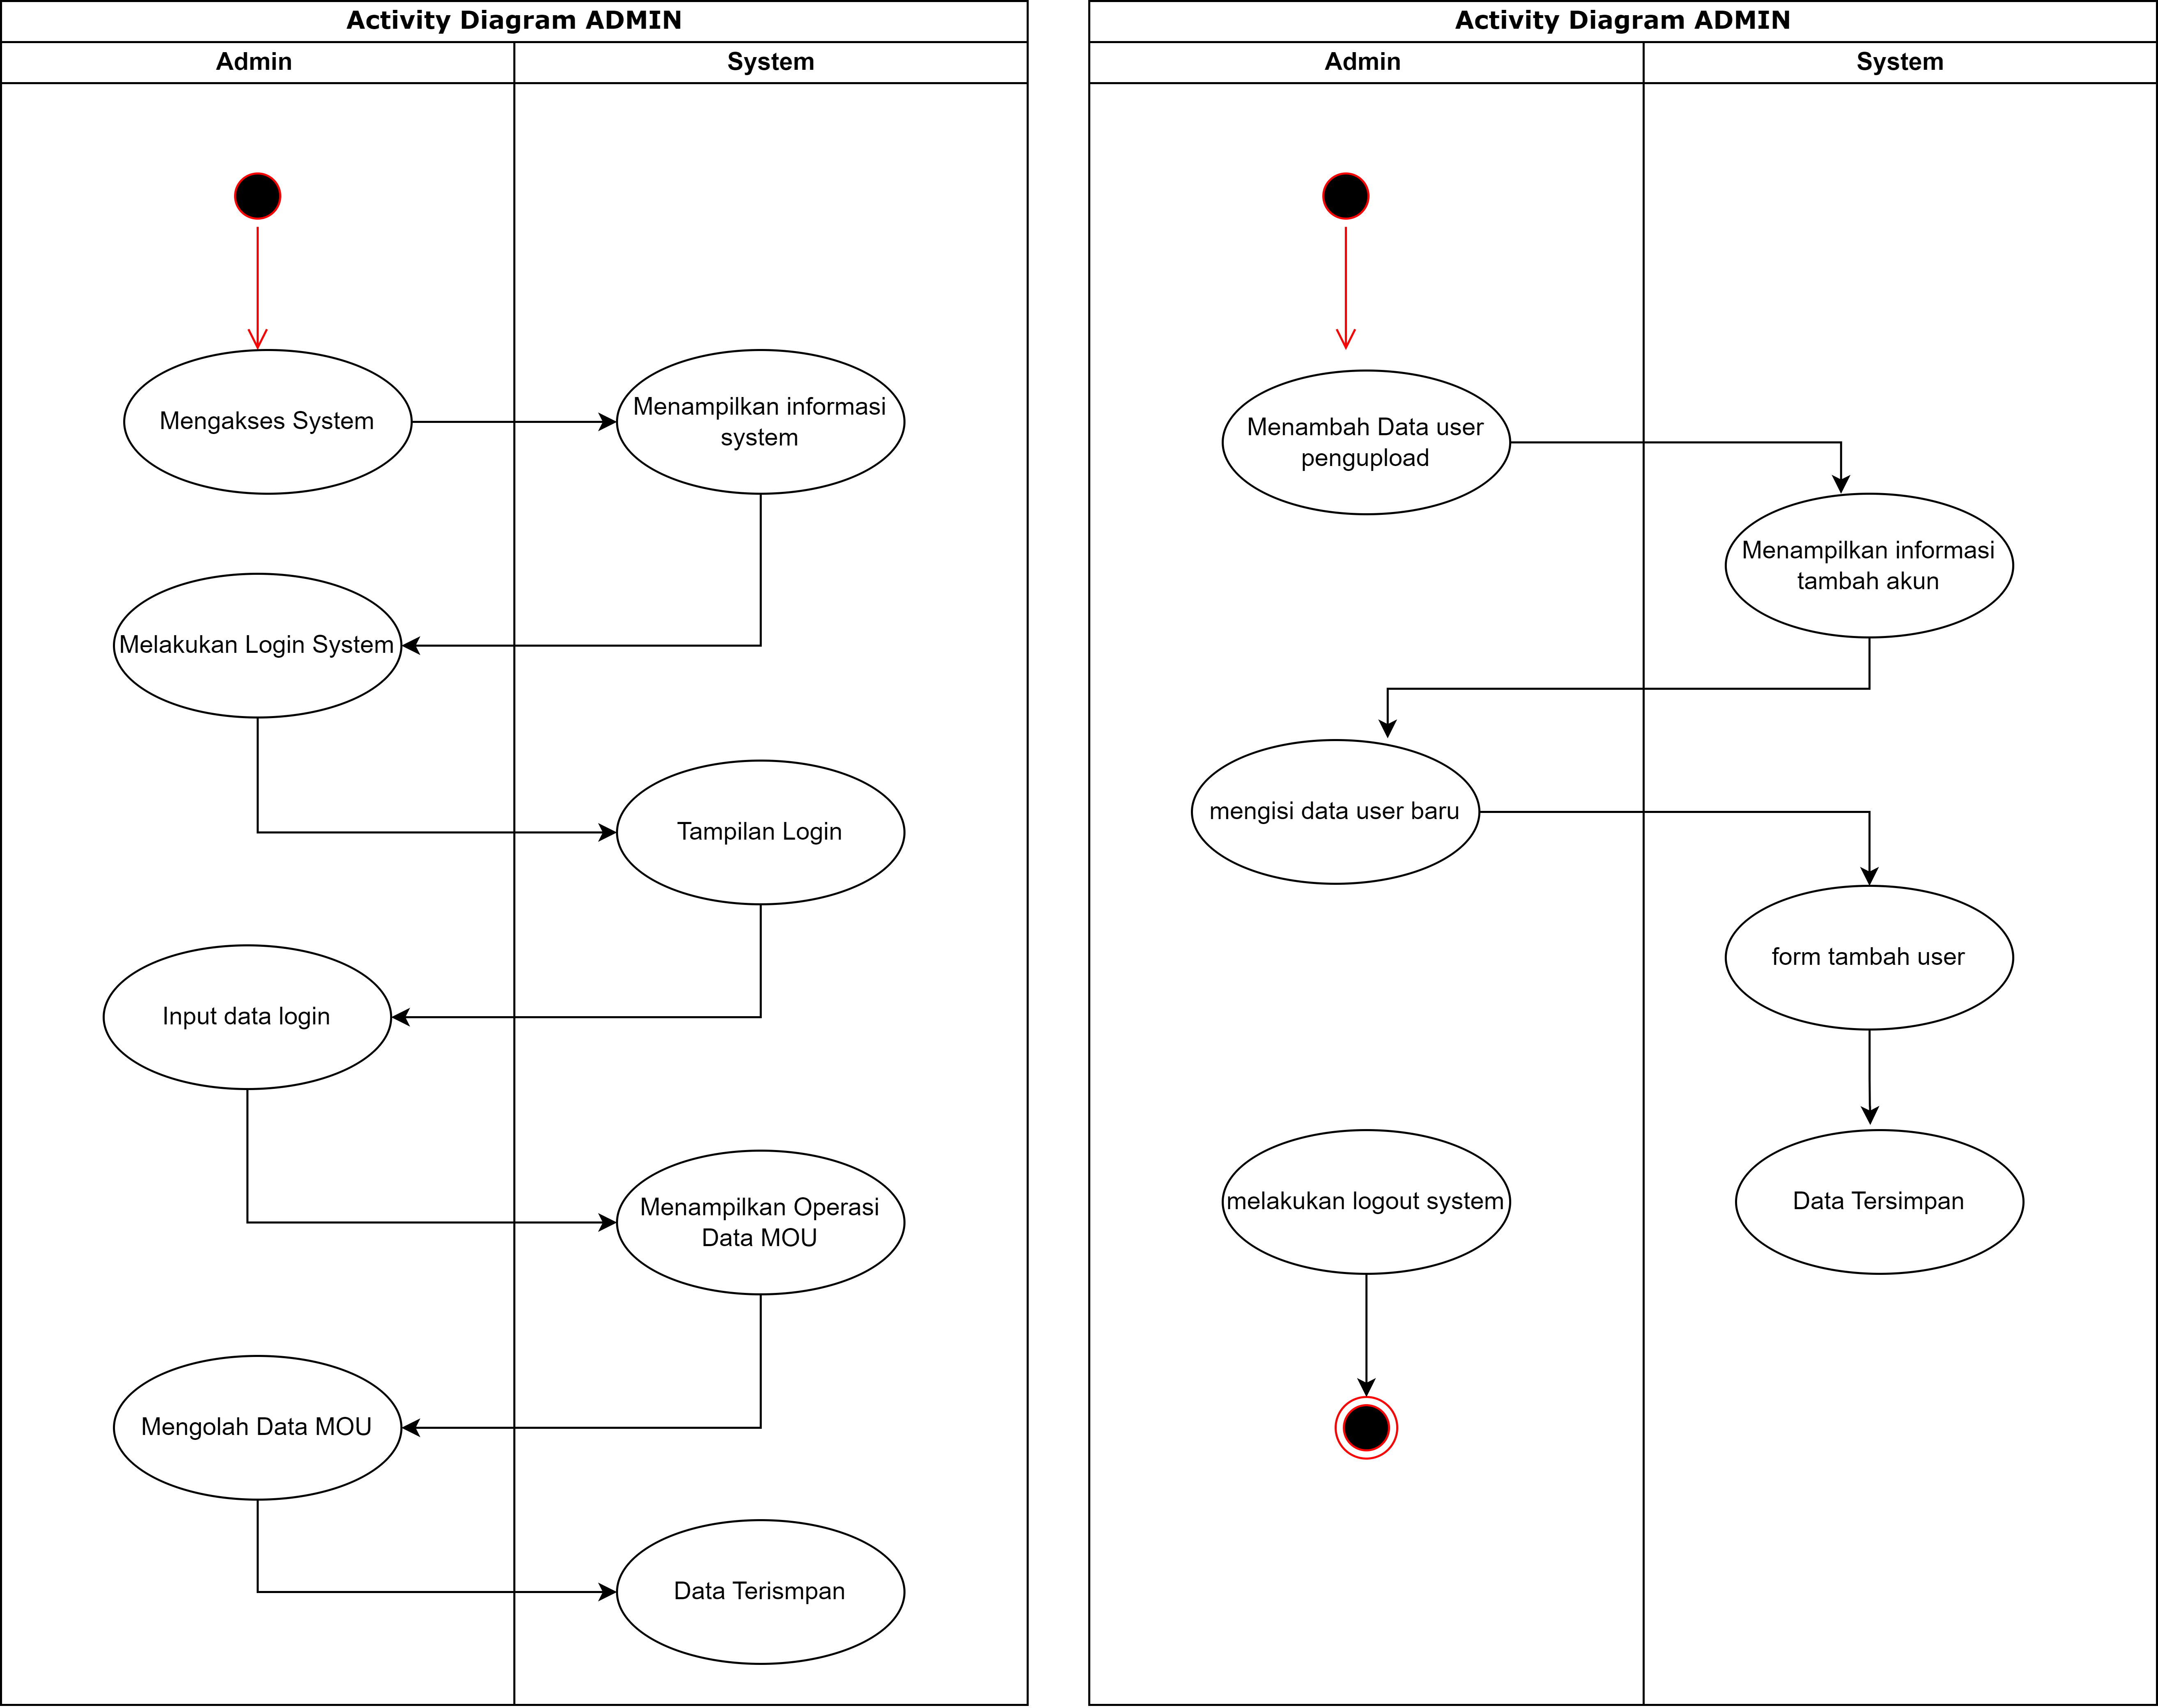 Activity Diagram ADMIN
Admin
System
Mengakses System
Menampilkan informasi
system
Melakukan Login System
Tampilan Login
Input data login
Menampilkan Operasi
Data MOU
Mengolah Data MOU
Data Terismpan
Activity Diagram ADMIN
Admin
System
Menambah Data user
pengupload
Menampilkan informasi
tambah akun
mengisi data user baru
form tambah user
melakukan logout system
Data Tersimpan